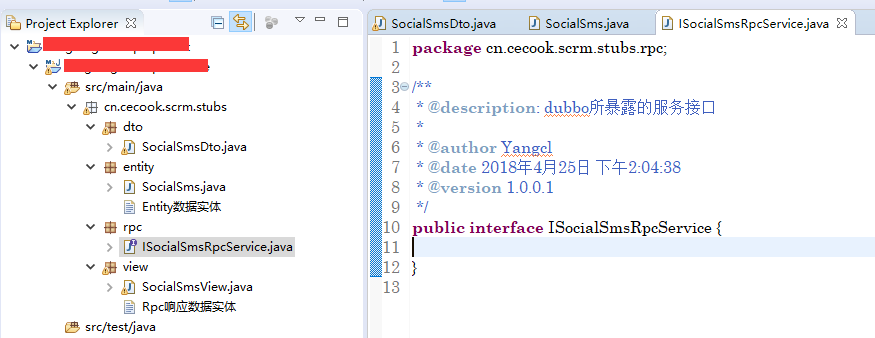 Project Explorer
src/main/java
cn.cecook.scrm.stubs
dto
SocialSmsDto.java
entity
SocialSms.java
Entity数据实体
rpc
ISocialSmsRpcService.java
view
SocialSmsView.java
Rpc响应数据实体
src/test/java
SocialSmsDto.java SocialSms.java ISocialSmsRpcService.java
1 package cn.cecook.scrm.stubs.rpc;
2
3 /**
4 * @description: dubbo所暴露的服务接口
5 *
6 * @author Yangcl
7 * @date 2018年4月25日 下午2:04:38
8 * @version 1.0.0.1
9 */
10 public interface ISocialSmsRpcService {
11
12 }
13